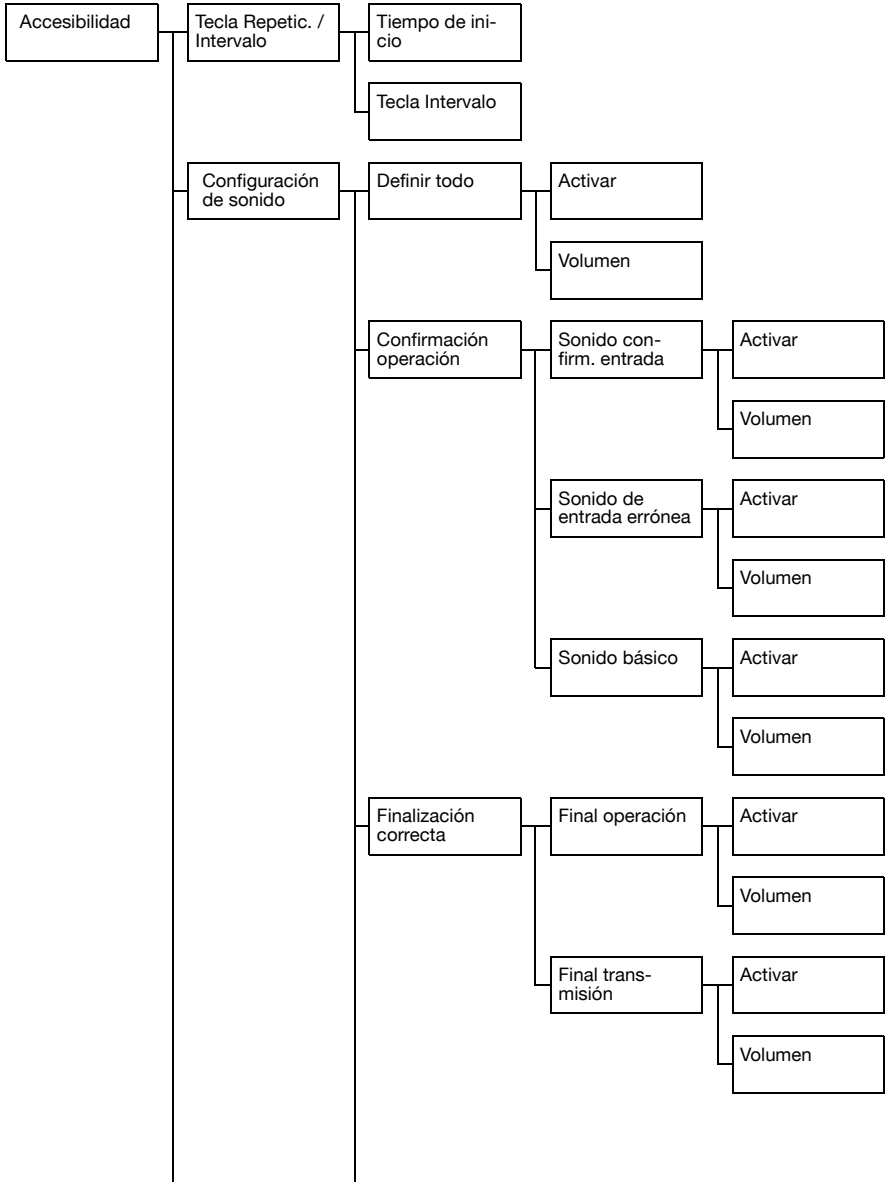 Accesibilidad
Tecla Repetic. /
Intervalo
Tiempo de ini-
cio
Tecla Intervalo
Configuración
de sonido
Definir todo
Activar
Volumen
Confirmación
operación
Sonido con-
firm. entrada
Activar
Volumen
Sonido de
entrada errónea
Activar
Volumen
Sonido básico
Activar
Volumen
Finalización
correcta
Final operación
Activar
Volumen
Final trans-
misión
Activar
Volumen